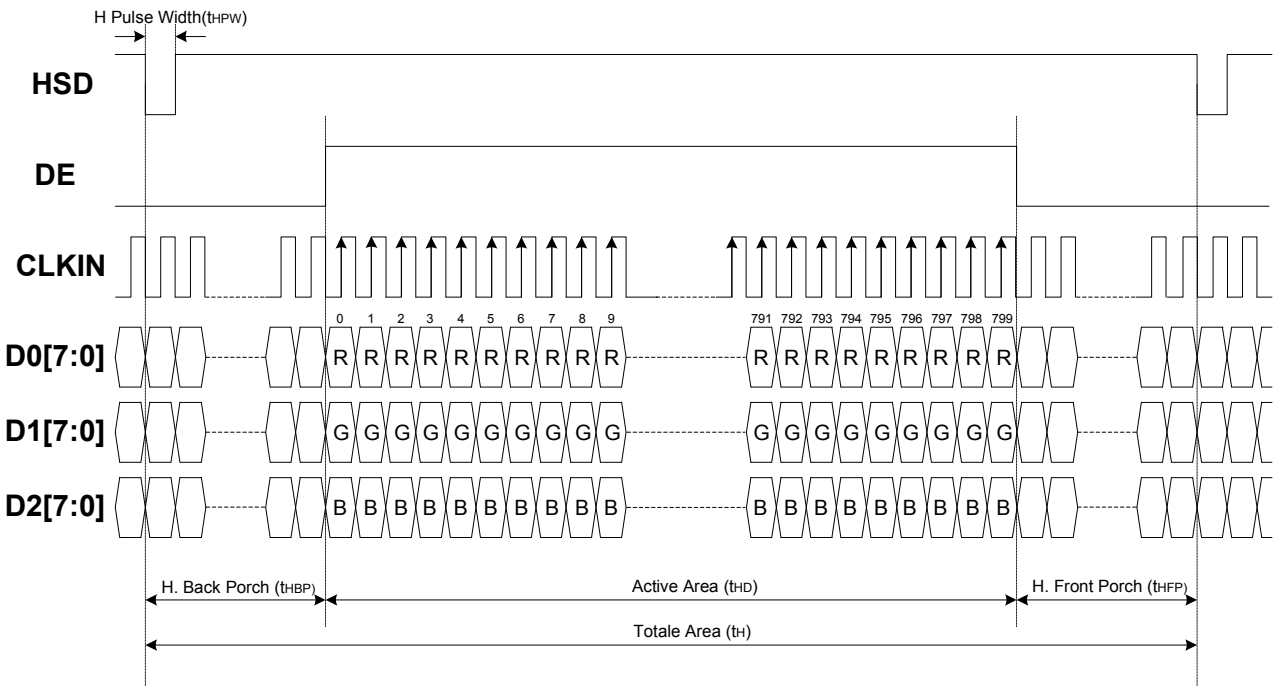 H Pulse Width(tHPW)
HSD
DE
CLKIN
0 1 2 3 4 5 6 7 8 9 791 792 793 794 795 796 797 798 799
D0[7:0] R R R R R R R R R R R R R R R R R R R
D1[7:0] G G G G G G G G G G G G G G G G G G G
D2[7:0] B B B B B B B B B B B B B B B B B B B
H. Back Porch (tHBP) Active Area (tHD) H. Front Porch (tHFP)
Totale Area (tH)